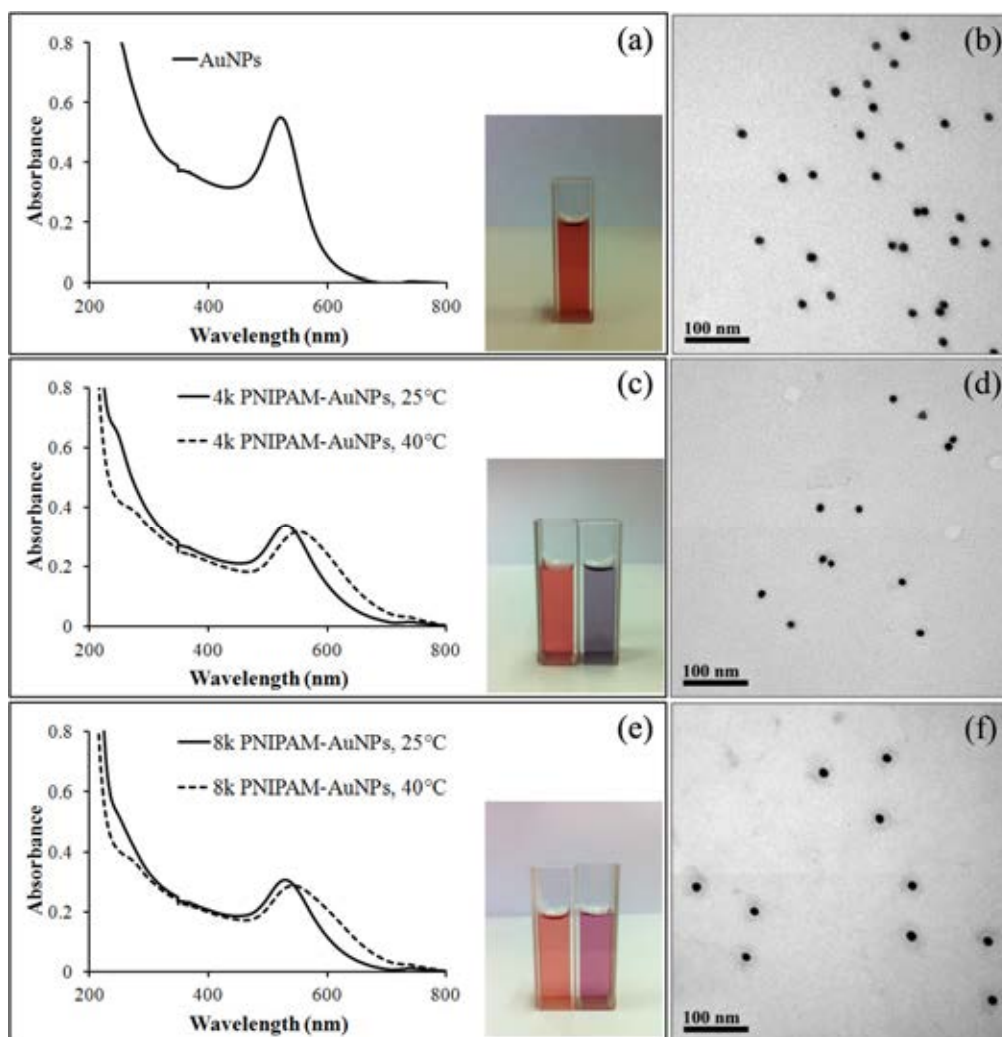 (a)
AuNPs
0.8
0.6
0.4
0.2
0
Absorbance
200 400 600 800
Wavelength (nm)
(b)
100 nm
(c)
4k PNIPAM-AuNPs, 25°C
4k PNIPAM-AuNPs, 40°C
0.8
0.6
0.4
0.2
0
Absorbance
200 400 600 800
Wavelength (nm)
(d)
100 nm
(e)
8k PNIPAM-AuNPs, 25°C
8k PNIPAM-AuNPs, 40°C
0.8
0.6
0.4
0.2
0
Absorbance
200 400 600 800
Wavelength (nm)
(f)
100 nm